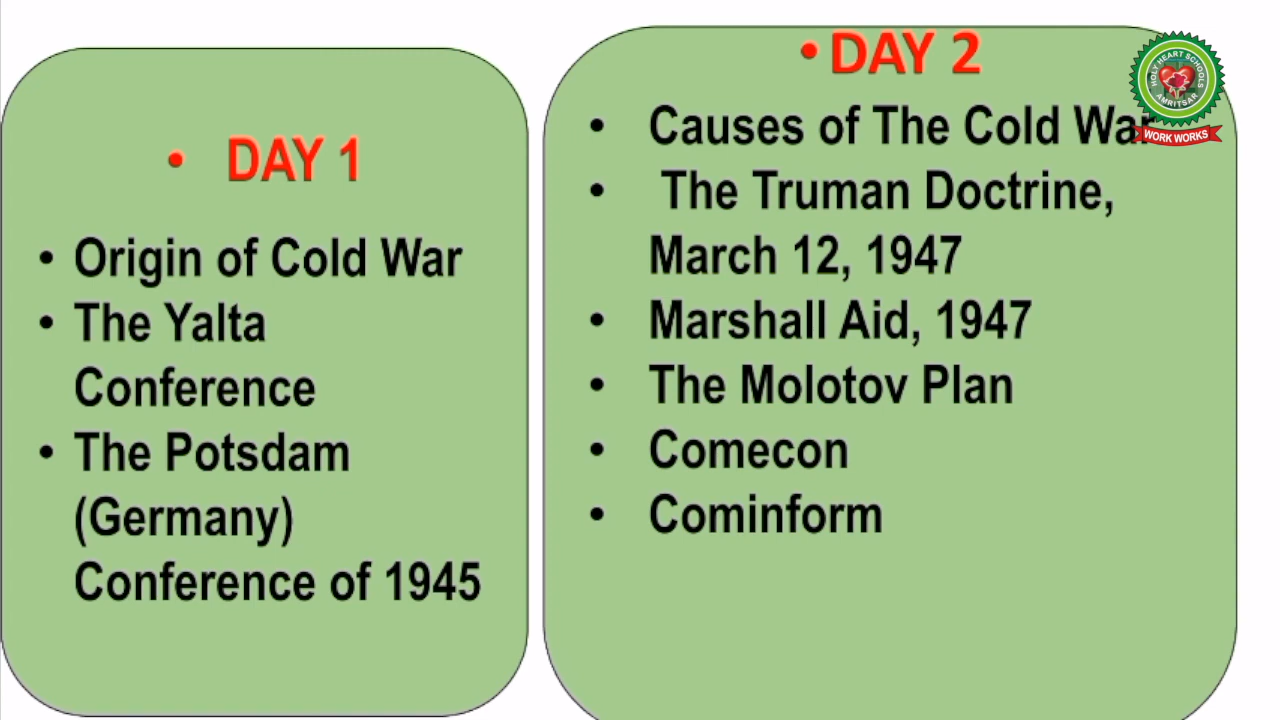 • DAY 1
• Origin of Cold War
• The Yalta
Conference
• The Potsdam
(Germany)
Conference of 1945
• DAY 2
• Causes of The Cold War
• The Truman Doctrine,
March 12, 1947
• Marshall Aid, 1947
• The Molotov Plan
• Comecon
• Cominform
HOLY HEART SCHOOLS
AMRITSAR
WORK WORKS